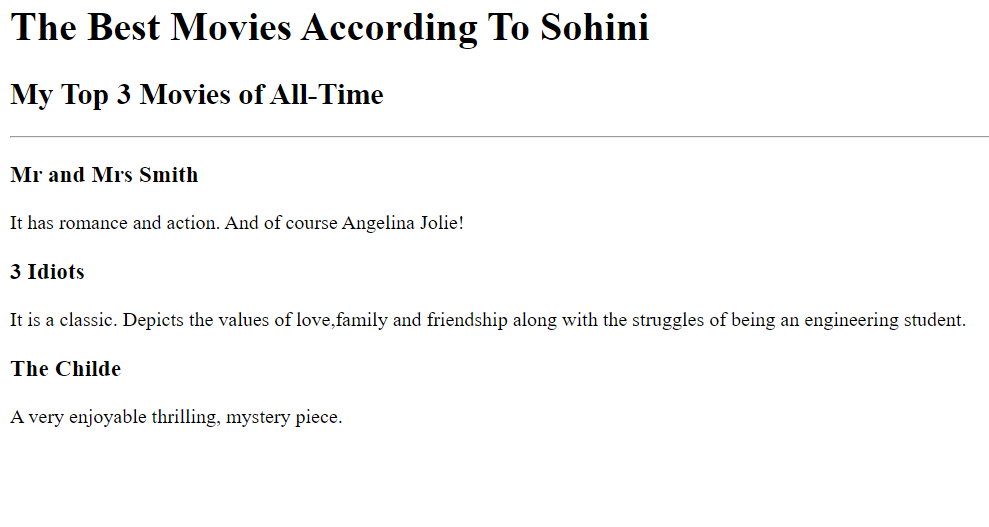 The Best Movies According To Sohini
My Top 3 Movies of All-Time
Mr and Mrs Smith
It has romance and action. And of course Angelina Jolie!
3 Idiots
It is a classic. Depicts the values of love,family and friendship along with the struggles of being an engineering student.
The Childe
A very enjoyable thrilling, mystery piece.